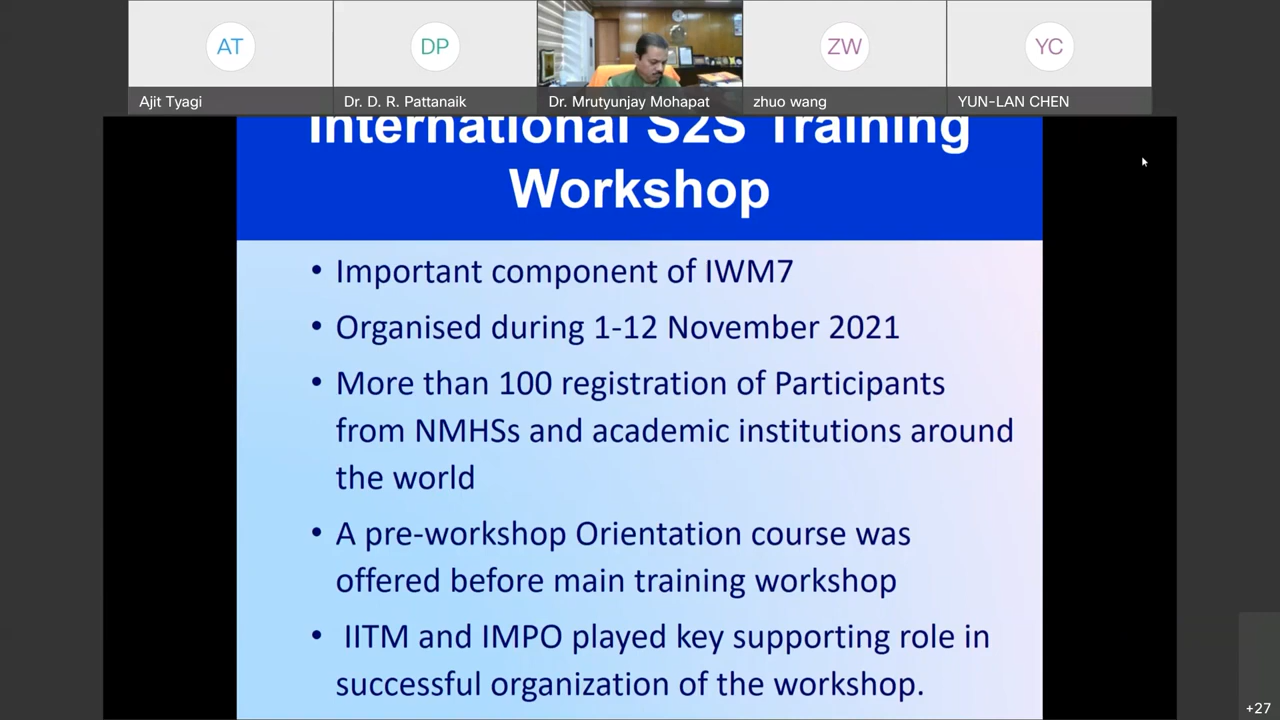 AT
DP
ZW
YC
Ajit Tyagi
Dr. D. R. Pattanaik
Dr. Mrutyunjay Mohapat
zhuo wang
YUN-LAN CHEN
International S2S Training
Workshop
• Important component of IWM7
• Organised during 1-12 November 2021
• More than 100 registration of Participants
from NMHSs and academic institutions around
the world
• A pre-workshop Orientation course was
offered before main training workshop
• IITM and IMPO played key supporting role in
successful organization of the workshop.
+27